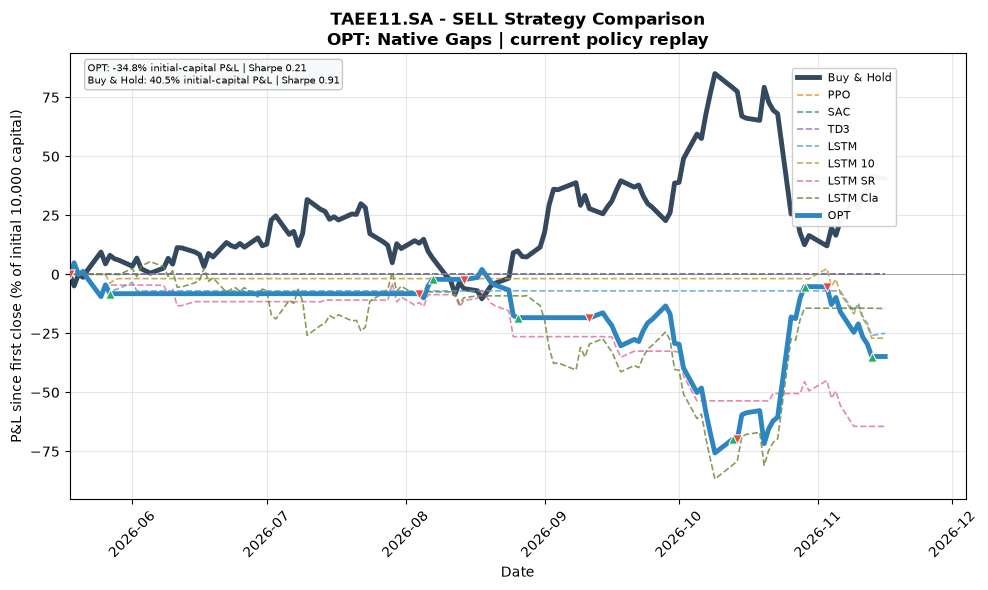 TAEE11.SA - SELL Strategy Comparison
OPT: Native Gaps | current policy replay
OPT: -34.8% initial-capital P&L | Sharpe 0.21
Buy & Hold: 40.5% initial-capital P&L | Sharpe 0.91
Buy & Hold
PPO
SAC
TD3
LSTM
LSTM 10
LSTM SR
LSTM Cla
OPT
P&L since first close (% of initial 10,000 capital)
75
50
25
0
−25
−50
−75
2026-06
2026-07
2026-08
2026-09
2026-10
2026-11
2026-12
Date